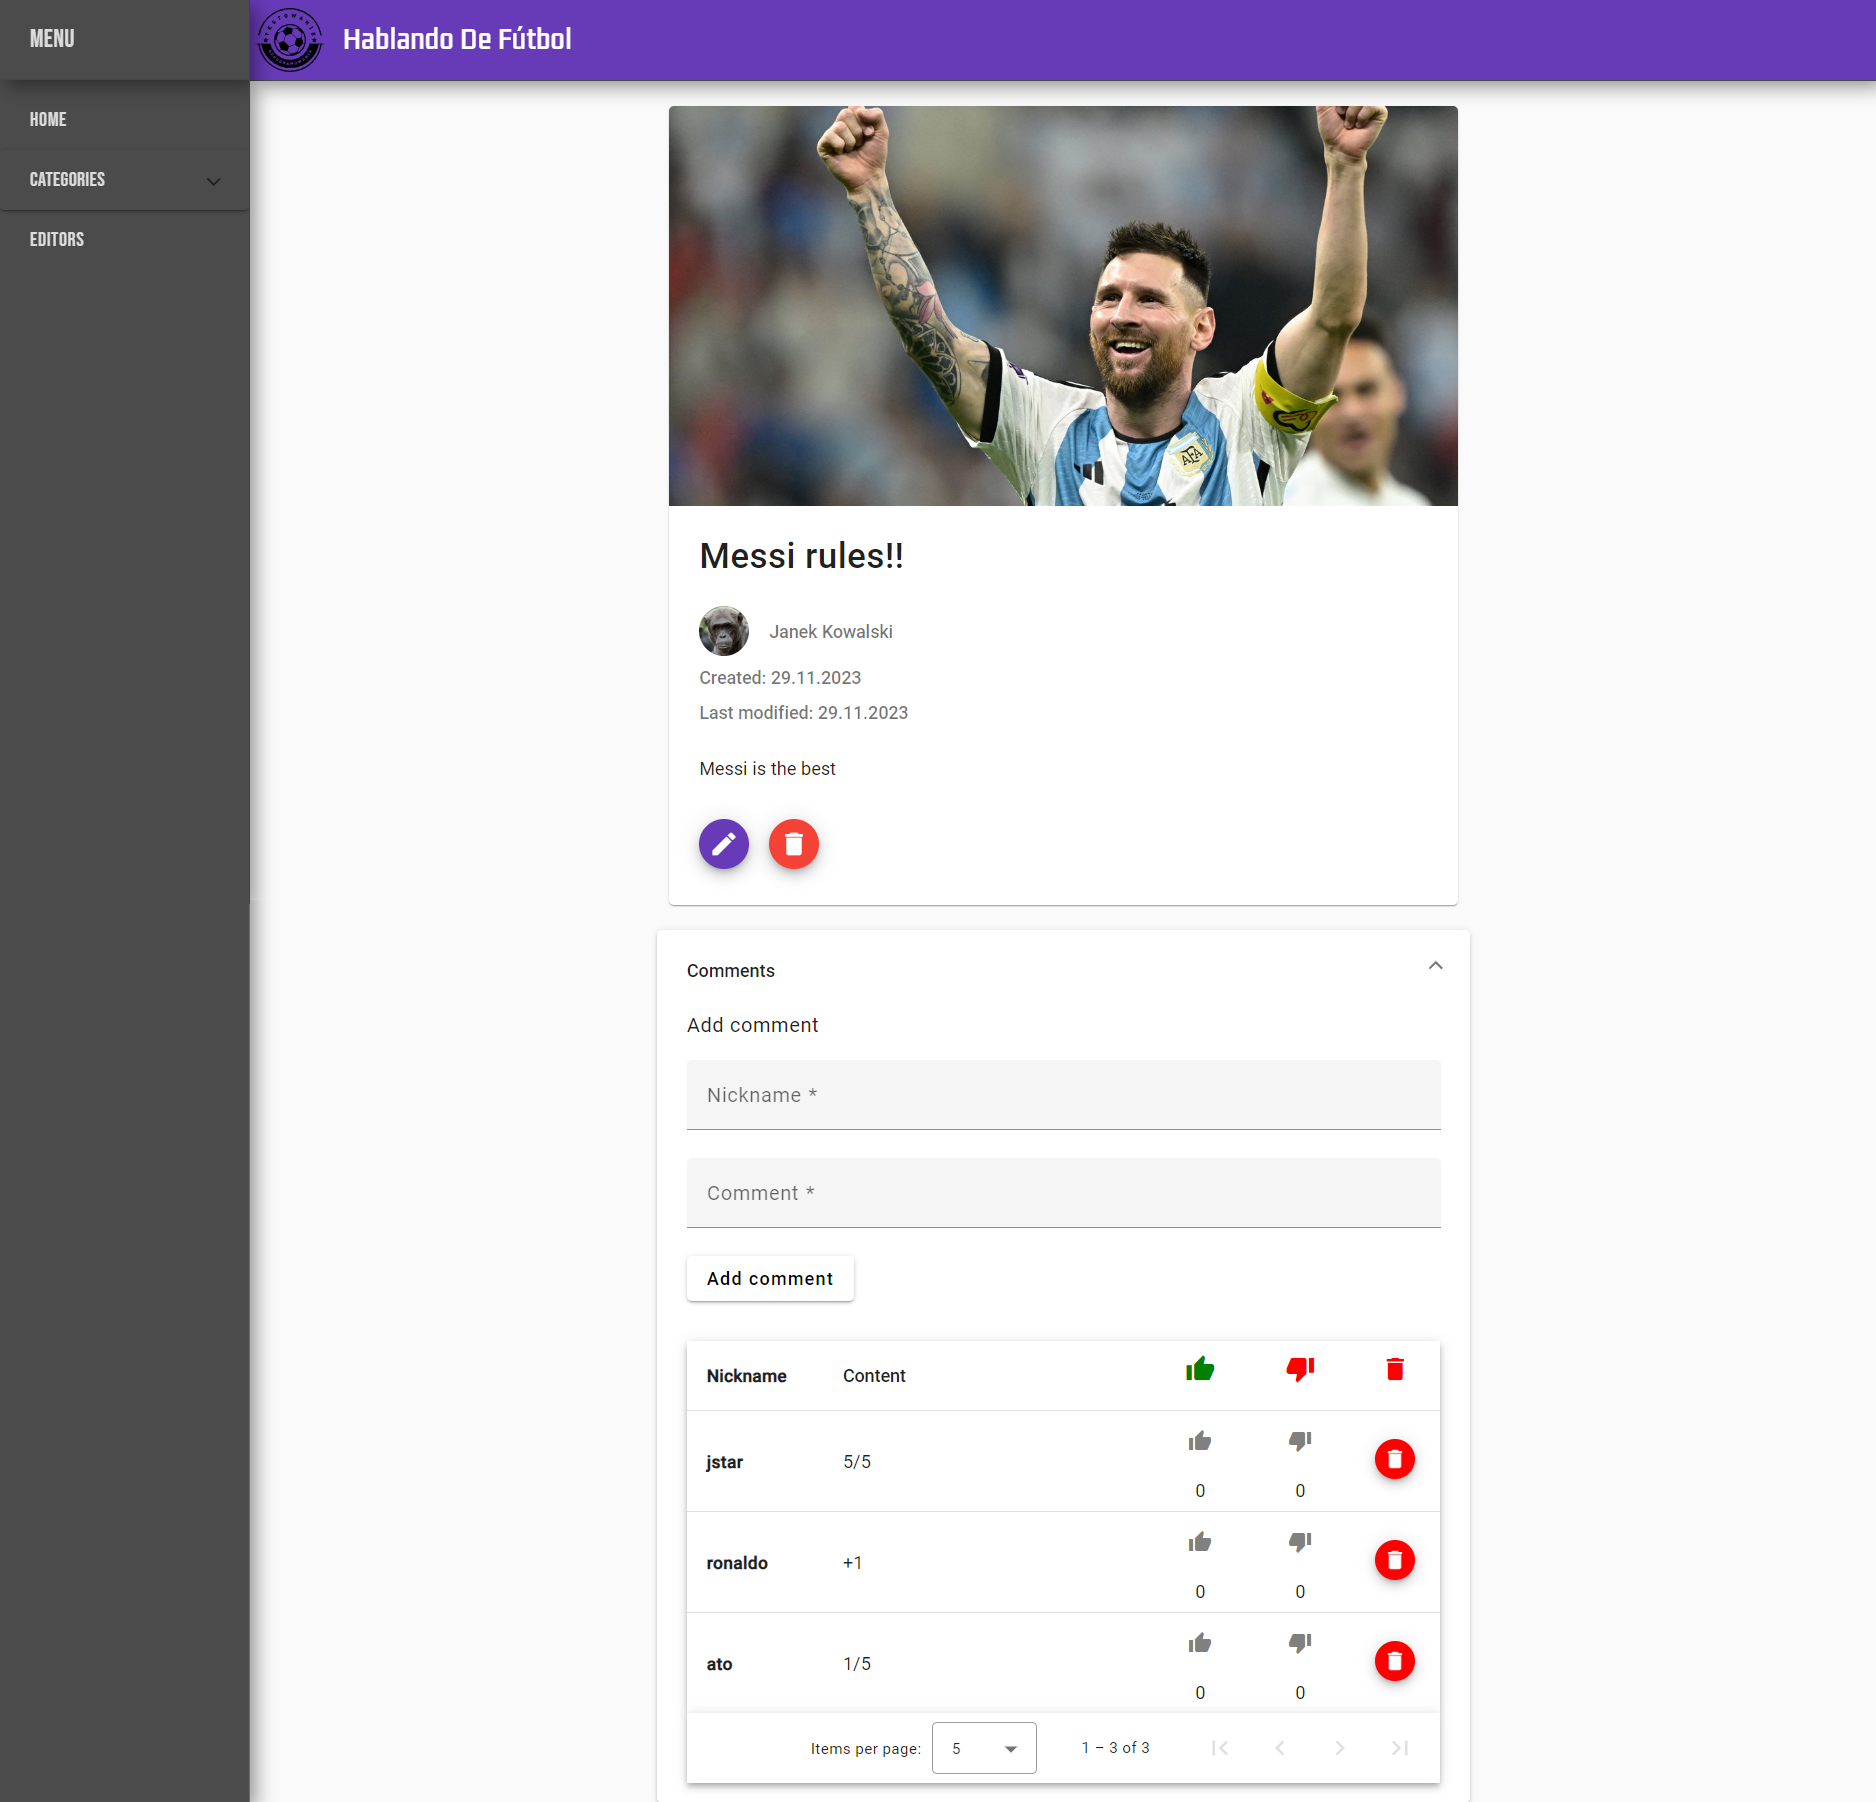 MENU
Hablando De Fútbol
HOME
CATEGORIES
EDITORS
AFA
Messi rules!!
Janek Kowalski
Created: 29.11.2023
Last modified: 29.11.2023
Messi is the best
Comments
Add comment
Nickname *
Comment *
Add comment
Nickname Content
jstar 5/5
0 0
ronaldo +1
0 0
ato 1/5
0 0
Items per page: 5 1 – 3 of 3